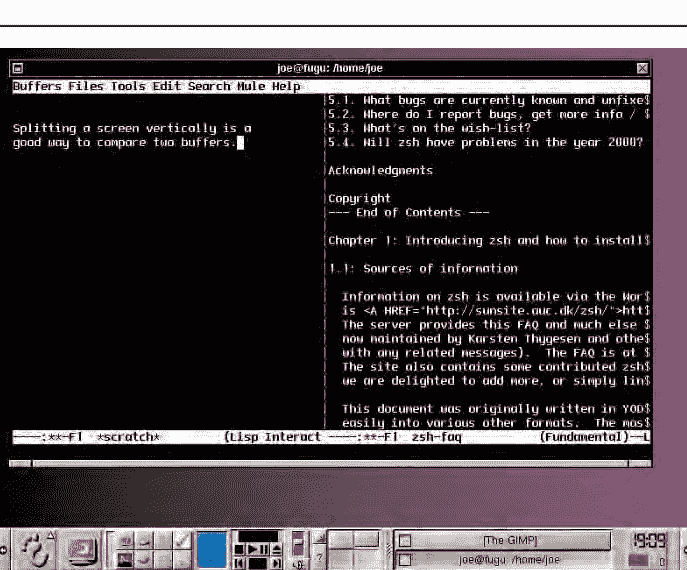 joe@fugu: /home/joe
Buffers Files Tools Edit Search Mule Help
Splitting a screen vertically is a
good way to compare two buffers.
5.1. What bugs are currently known and unfixe$
5.2. Where do I report bugs, get more info / $
5.3. What's on the wish-list?
5.4. Will zsh have problems in the year 2000?
Acknowledgments
Copyright
--- End of Contents ---
Chapter 1: Introducing zsh and how to install$
1.1: Sources of information
Information on zsh is available via the Wor$
is <A HREF="http://sunsite.auc.dk/zsh/">htt$
The server provides this FAQ and much else $
now maintained by Karsten Thygesen and othe$
with any related messages). The FAQ is at $
The site also contains some contributed zsh$
we are delighted to add more, or simply lin$
This document was originally written in YOD$
easily into various other formats. The mas$
----:**-F1 *scratch* (Lisp Interact
----:**-F1 zsh-faq (Fundamental)--L
[The GIMP]
joe@fugu: /home/joe
19:09